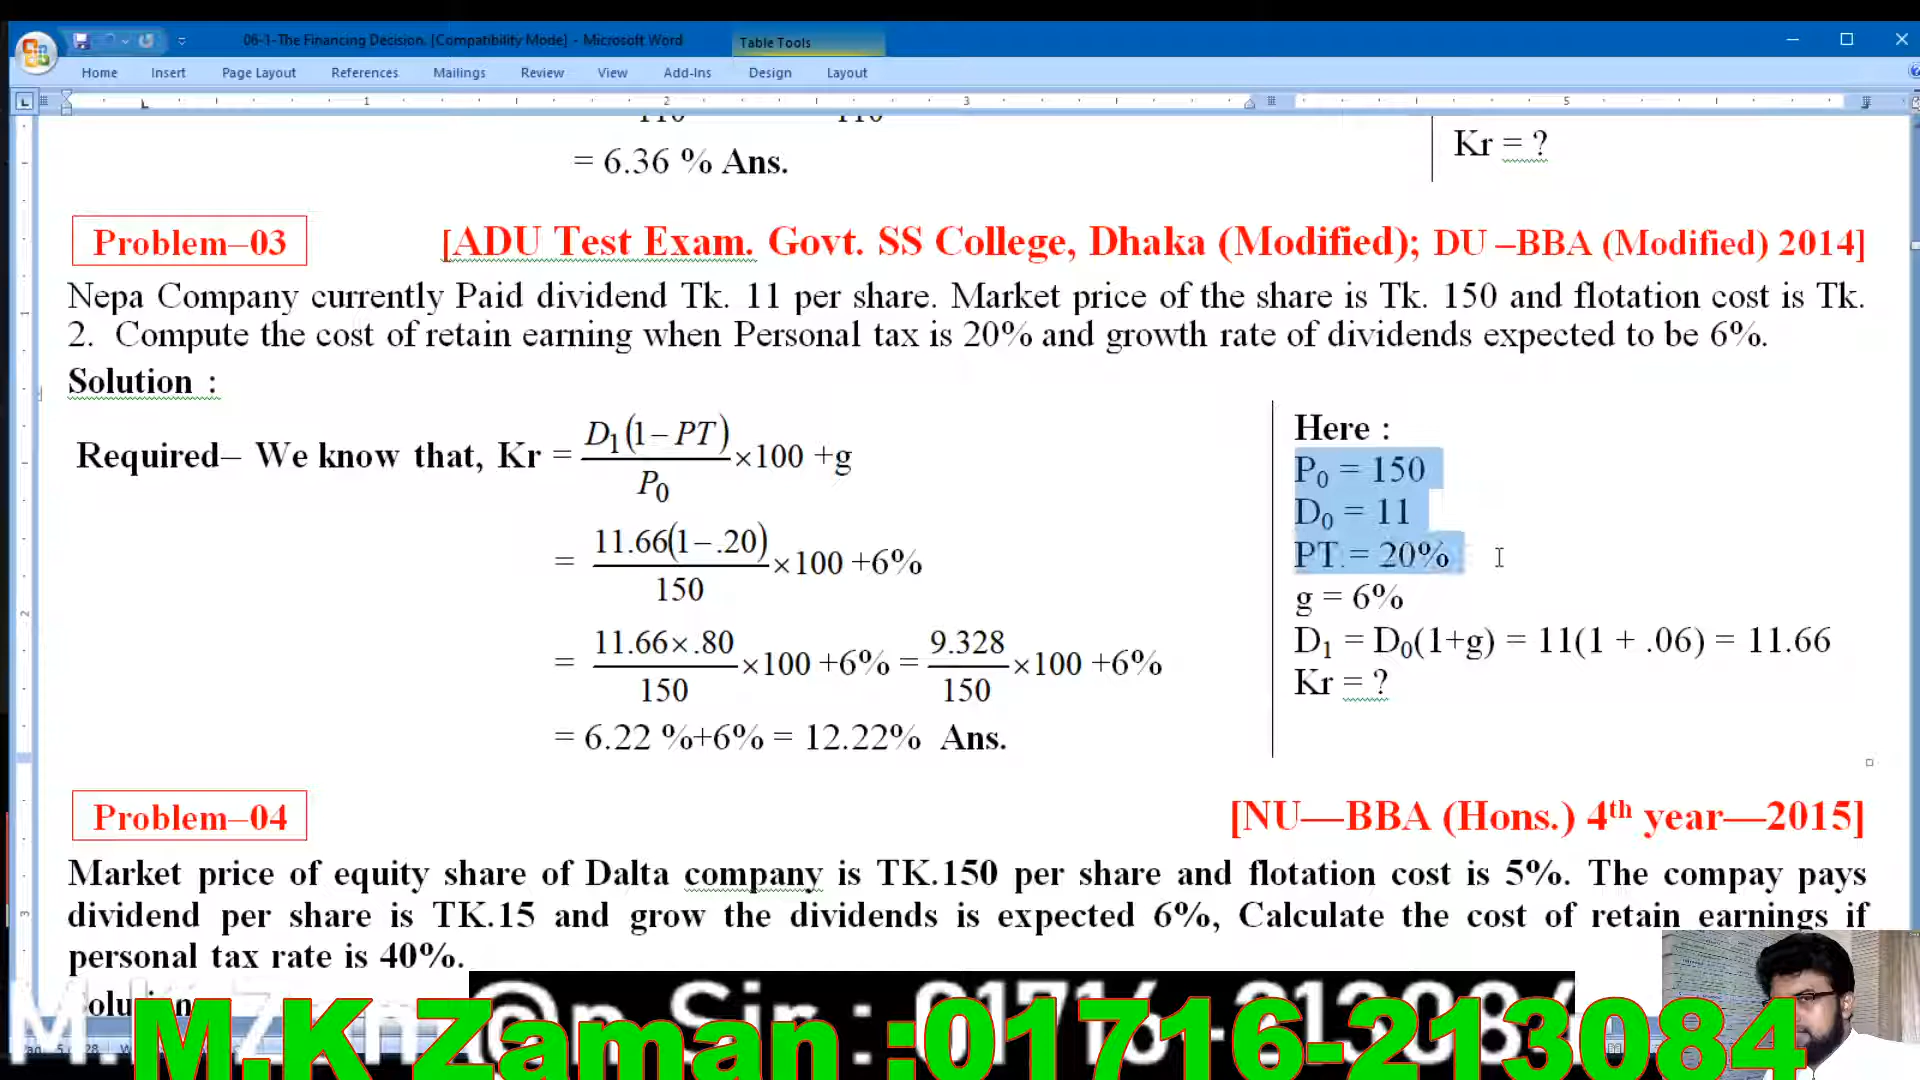 06-1-The Financing Decision. [Compatibility Mode] - Microsoft Word
Table Tools
Home Insert Page Layout References Mailings Review View Add-Ins Design Layout
1 2 3 5
110 110
= 6.36 % Ans.
Kr = ?
Problem–03 [ADU Test Exam. Govt. SS College, Dhaka (Modified); DU –BBA (Modified) 2014]
Nepa Company currently Paid dividend Tk. 11 per share. Market price of the share is Tk. 150 and flotation cost is Tk.
2. Compute the cost of retain earning when Personal tax is 20% and growth rate of dividends expected to be 6%.
Solution :
Required– We know that, Kr = D₁(1–PT) / P₀ ×100 +g
= 11.66(1–.20) / 150 ×100 +6%
= 11.66×.80 / 150 ×100 +6% = 9.328 / 150 ×100 +6%
= 6.22 %+6% = 12.22% Ans.
Here :
P₀ = 150
D₀ = 11
PT. = 20%
g = 6%
D₁ = D₀(1+g) = 11(1 + .06) = 11.66
Kr = ?
Problem–04 [NU—BBA (Hons.) 4th year—2015]
Market price of equity share of Dalta company is TK.150 per share and flotation cost is 5%. The compay pays
dividend per share is TK.15 and grow the dividends is expected 6%, Calculate the cost of retain earnings if
personal tax rate is 40%.
M.K Zaman :01716-213084